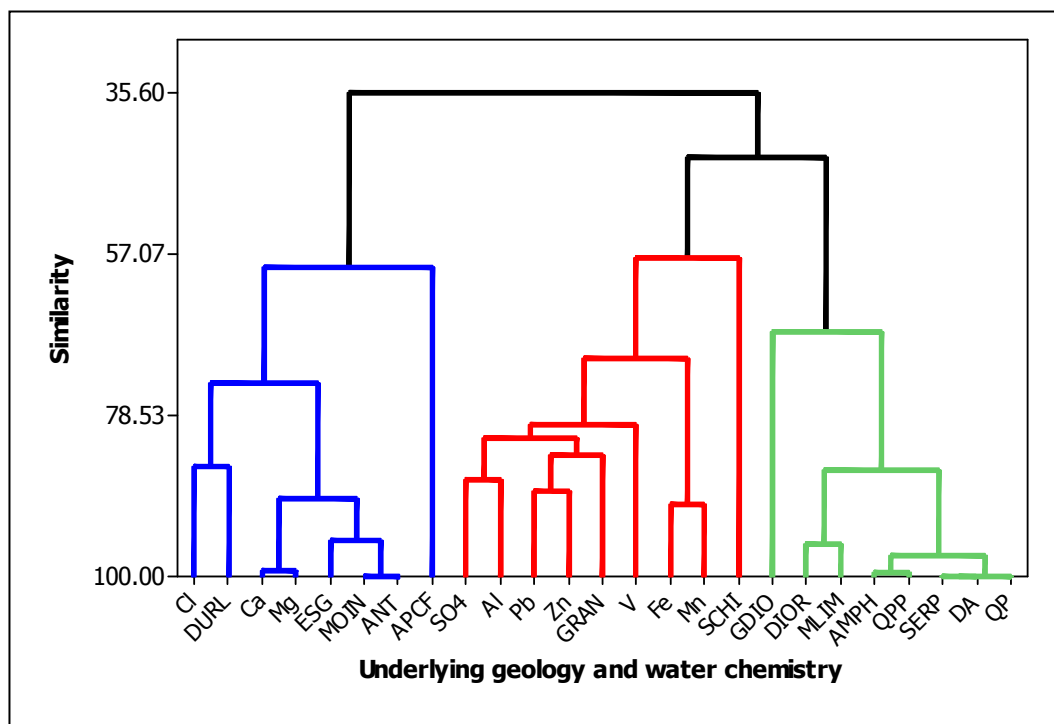 35.60
57.07
78.53
100.00
Similarity
Cl DURL Ca Mg ESG MOIN ANT APCF SO4 Al Pb Zn GRAN V Fe Mn SCHI GDIO DIOR MLIM AMPH QPP SERP DA QP
Underlying geology and water chemistry